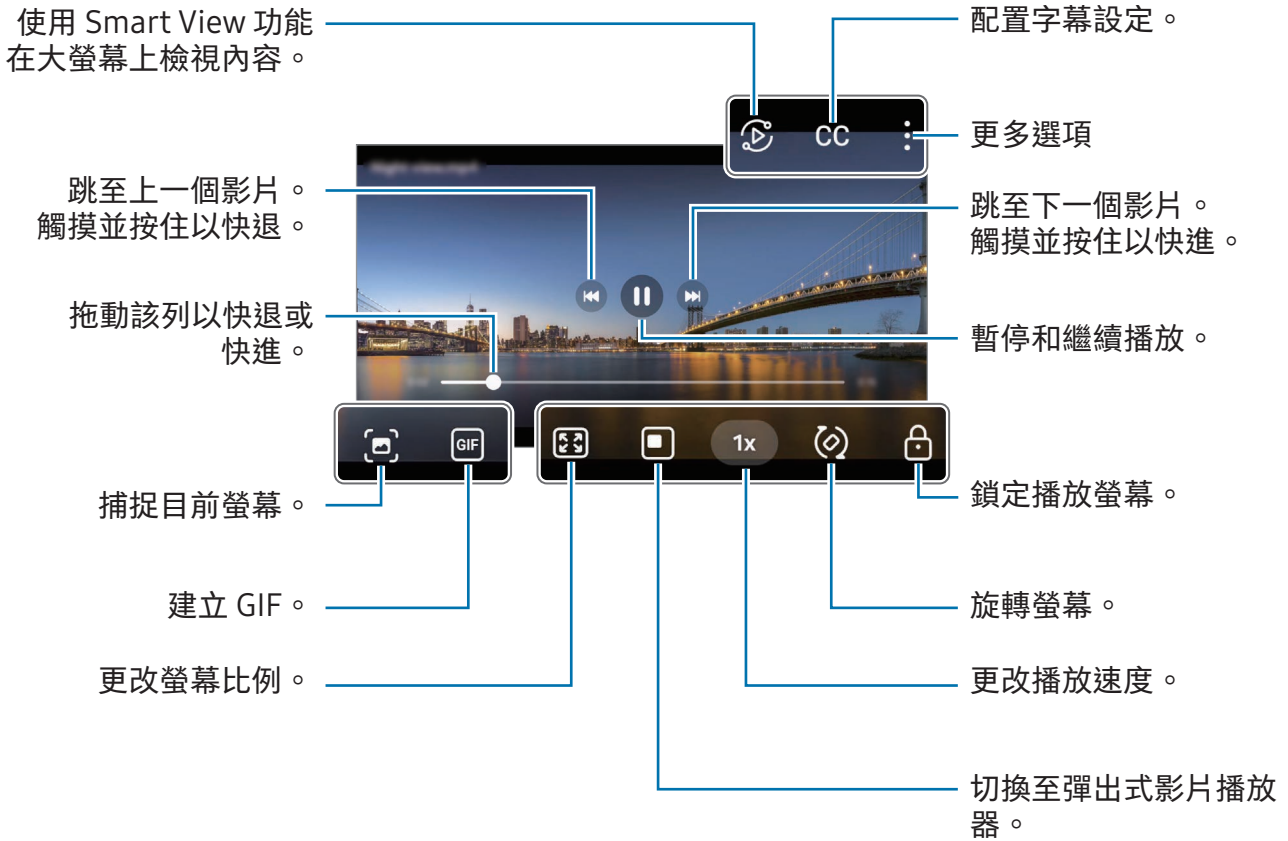 使用 Smart View 功能
在大螢幕上檢視內容。
配置字幕設定。
CC
更多選項
跳至上一個影片。
觸摸並按住以快退。
跳至下一個影片。
觸摸並按住以快進。
拖動該列以快退或
快進。
暫停和繼續播放。
GIF
1x
捕捉目前螢幕。
鎖定播放螢幕。
建立 GIF。
旋轉螢幕。
更改螢幕比例。
更改播放速度。
切換至彈出式影片播放
器。